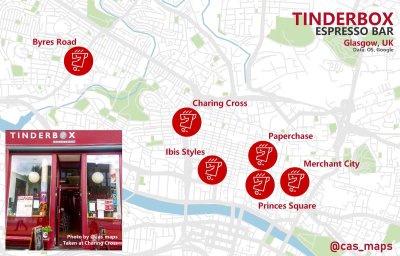 TINDERBOX
ESPRESSO BAR
Glasgow, UK
Data: OS, Google
Byres Road
Charing Cross
Paperchase
Ibis Styles
Merchant City
Princes Square
TINDERBOX
Photo by @cas_maps
Taken at Charing Cross
@cas_maps